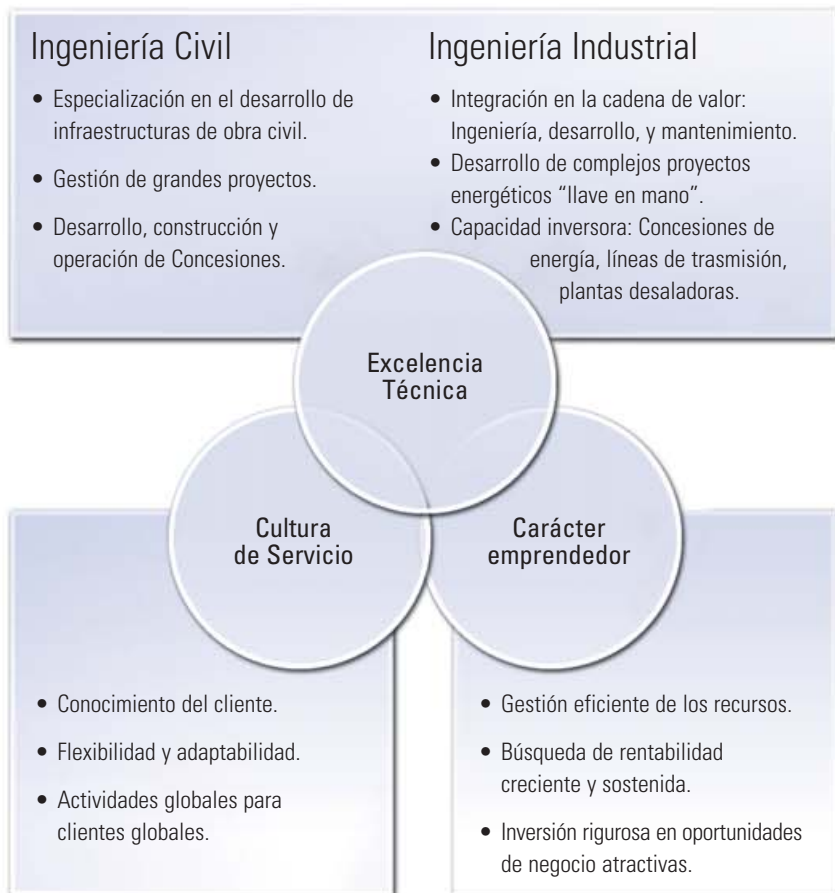 Ingeniería Civil
• Especialización en el desarrollo de
infraestructuras de obra civil.
• Gestión de grandes proyectos.
• Desarrollo, construcción y
operación de Concesiones.
Ingeniería Industrial
• Integración en la cadena de valor:
Ingeniería, desarrollo, y mantenimiento.
• Desarrollo de complejos proyectos
energéticos “llave en mano”.
• Capacidad inversora: Concesiones de
energía, líneas de trasmisión,
plantas desaladoras.
Excelencia
Técnica
Cultura
de Servicio
Carácter
emprendedor
• Conocimiento del cliente.
• Flexibilidad y adaptabilidad.
• Actividades globales para
clientes globales.
• Gestión eficiente de los recursos.
• Búsqueda de rentabilidad
creciente y sostenida.
• Inversión rigurosa en oportunidades
de negocio atractivas.